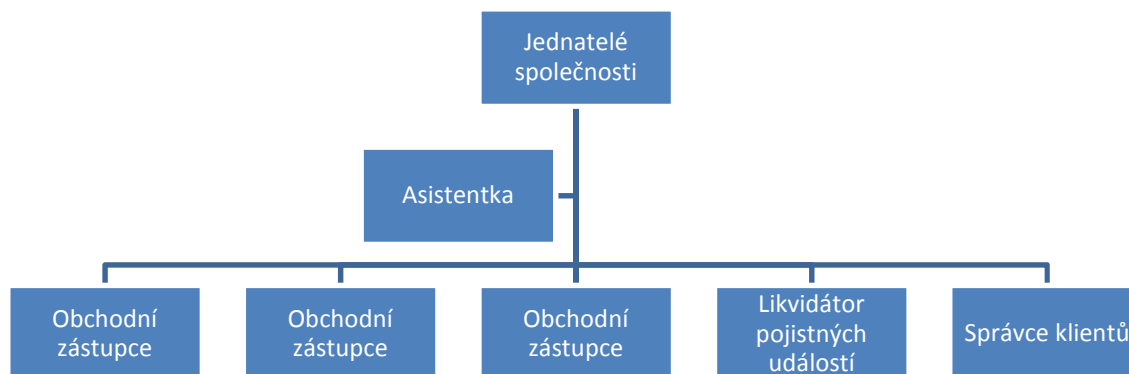 Jednatelé
společnosti
Asistentka
Obchodní
zástupce
Obchodní
zástupce
Obchodní
zástupce
Likvidátor
pojistných
událostí
Správce klientů